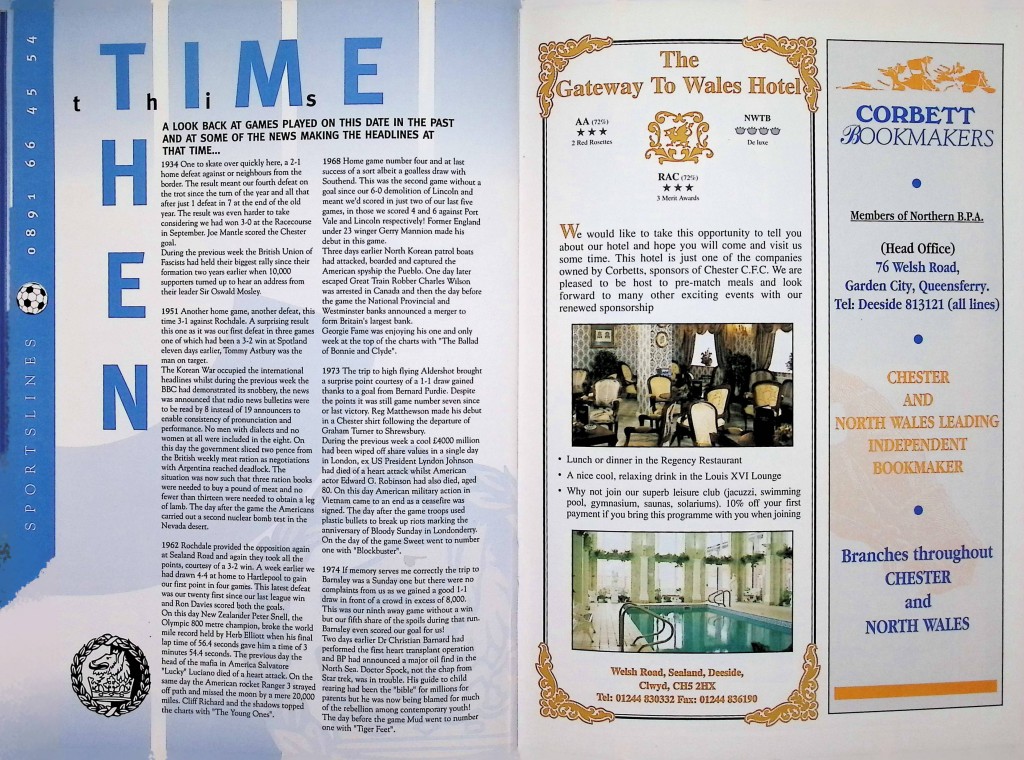 TIME
t h i s
THEN
A LOOK BACK AT GAMES PLAYED ON THIS DATE IN THE PAST
AND AT SOME OF THE NEWS MAKING THE HEADLINES AT
THAT TIME...
1934 One to skate over quickly here, a 2-1
home defeat against or neighbours from the
border. The result meant our fourth defeat on
the trot since the turn of the year and all that
after just 1 defeat in 7 at the end of the old
year. The result was even harder to take
considering we had won 3-0 at the Racecourse
in September. Joe Mantle scored the Chester
goal.
During the previous week the British Union of
Fascists had held their biggest rally since their
formation two years earlier when 10,000
supporters turned up to hear an address from
their leader Sir Oswald Mosley.
1951 Another home game, another defeat, this
time 3-1 against Rochdale. A surprising result
this one as it was our first defeat in three games
one of which had been a 3-2 win at Spotland
eleven days earlier, Tommy Astbury was the
man on target.
The Korean War occupied the international
headlines whilst during the previous week the
BBC had demonstrated its snobbery, the news
was announced that radio news bulletins were
to be read by 8 instead of 19 announcers to
enable consistency of pronunciation and
performance. No men with dialects and no
women at all were included in the eight. On
this day the government sliced two pence from
the British weekly meat ration as negotiations
with Argentina reached deadlock. The
situation was now such that three ration books
were needed to buy a pound of meat and no
fewer than thirteen were needed to obtain a leg
of lamb. The day after the game the Americans
carried out a second nuclear bomb test in the
Nevada desert.
1962 Rochdale provided the opposition again
at Sealand Road and again they took all the
points, courtesy of a 3-2 win. A week earlier we
had drawn 4-4 at home to Hartlepool to gain
our first point in four games. This latest defeat
was our twenty first since our last league win
and Ron Davies scored both the goals.
On this day New Zealander Peter Snell, the
Olympic 800 metre champion, broke the world
mile record held by Herb Elliott when his final
lap time of 56.4 seconds gave him a time of 3
minutes 54.4 seconds. The previous day the
head of the mafia in America Salvatore
"Lucky" Luciano died of a heart attack. On the
same day the American rocket Ranger 3 strayed
off path and missed the moon by a mere 20,000
miles. Cliff Richard and the shadows topped
the charts with "The Young Ones".
1968 Home game number four and at last
success of a sort albeit a goalless draw with
Southend. This was the second game without a
goal since our 6-0 demolition of Lincoln and
meant we'd scored in just two of our last five
games, in those we scored 4 and 6 against Port
Vale and Lincoln respectively! Former England
under 23 winger Gerry Mannion made his
debut in this game.
Three days earlier North Korean patrol boats
had attacked, boarded and captured the
American spyship the Pueblo. One day later
escaped Great Train Robber Charles Wilson
was arrested in Canada and then the day before
the game the National Provincial and
Westminster banks announced a merger to
form Britain's largest bank.
Georgie Fame was enjoying his one and only
week at the top of the charts with "The Ballad
of Bonnie and Clyde".
1973 The trip to high flying Aldershot brought
a surprise point courtesy of a 1-1 draw gained
thanks to a goal from Bernard Purdie. Despite
the points it was still game number seven since
or last victory. Reg Matthewson made his debut
in a Chester shirt following the departure of
Graham Turner to Shrewsbury.
During the previous week a cool £4000 million
had been wiped off share values in a single day
in London, ex US President Lyndon Johnson
had died of a heart attack whilst American
actor Edward G. Robinson had also died, aged
80. On this day American military action in
Vietnam came to an end as a ceasefire was
signed. The day after the game troops used
plastic bullets to break up riots marking the
anniversary of Bloody Sunday in Londonderry.
On the day of the game Sweet went to number
one with "Blockbuster".
1974 If memory serves me correctly the trip to
Barnsley was a Sunday one but there were no
complaints from us as we gained a good 1-1
draw in front of a crowd in excess of 8,000.
This was our ninth away game without a win
but our fifth share of the spoils during that run.
Barnsley even scored our goal for us!
Two days earlier Dr Christian Barnard had
performed the first heart transplant operation
and BP had announced a major oil find in the
North Sea. Doctor Spock, not the chap from
Star trek, was in trouble. His guide to child
rearing had been the "bible" for millions for
parents but he was now being blamed for much
of the rebellion among contemporary youth!
The day before the game Mud went to number
one with "Tiger Feet".
SPORTSLINES 0891 66 45 54
The
Gateway To Wales Hotel
AA (72%)
★★★
2 Red Rosettes
NWTB
De luxe
RAC (72%)
★★★
3 Merit Awards
We would like to take this opportunity to tell you
about our hotel and hope you will come and visit us
some time. This hotel is just one of the companies
owned by Corbetts, sponsors of Chester C.F.C. We are
pleased to be host to pre-match meals and look
forward to many other exciting events with our
renewed sponsorship
• Lunch or dinner in the Regency Restaurant
• A nice cool, relaxing drink in the Louis XVI Lounge
• Why not join our superb leisure club (jacuzzi, swimming
pool, gymnasium, saunas, solariums). 10% off your first
payment if you bring this programme with you when joining
Welsh Road, Sealand, Deeside,
Clwyd, CH5 2HX
Tel: 01244 830332 Fax: 01244 836190
CORBETT
BOOKMAKERS
Members of Northern B.P.A.
(Head Office)
76 Welsh Road,
Garden City, Queensferry.
Tel: Deeside 813121 (all lines)
CHESTER
AND
NORTH WALES LEADING
INDEPENDENT
BOOKMAKER
Branches throughout
CHESTER
and
NORTH WALES